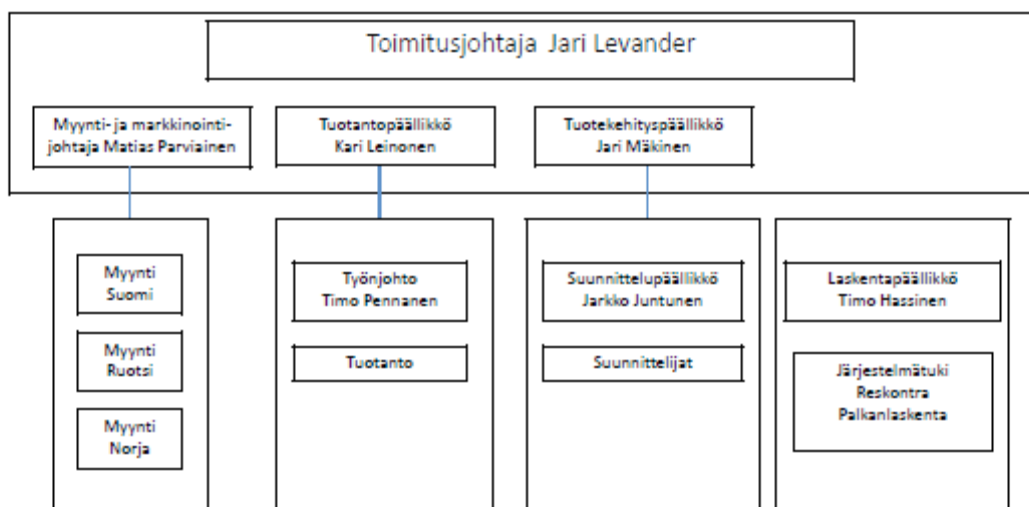 Toimitusjohtaja Jari Levander
Myynti- ja markkinointi-
johtaja Matias Parviainen
Tuotantopäällikkö
Kari Leinonen
Tuotekehityspäällikkö
Jari Mäkinen
Myynti
Suomi
Myynti
Ruotsi
Myynti
Norja
Työnjohto
Timo Pennanen
Tuotanto
Suunnittelupäällikkö
Jarkko Juntunen
Suunnittelijat
Laskentapäällikkö
Timo Hassinen
Järjestelmätuki
Reskontra
Palkanlaskenta